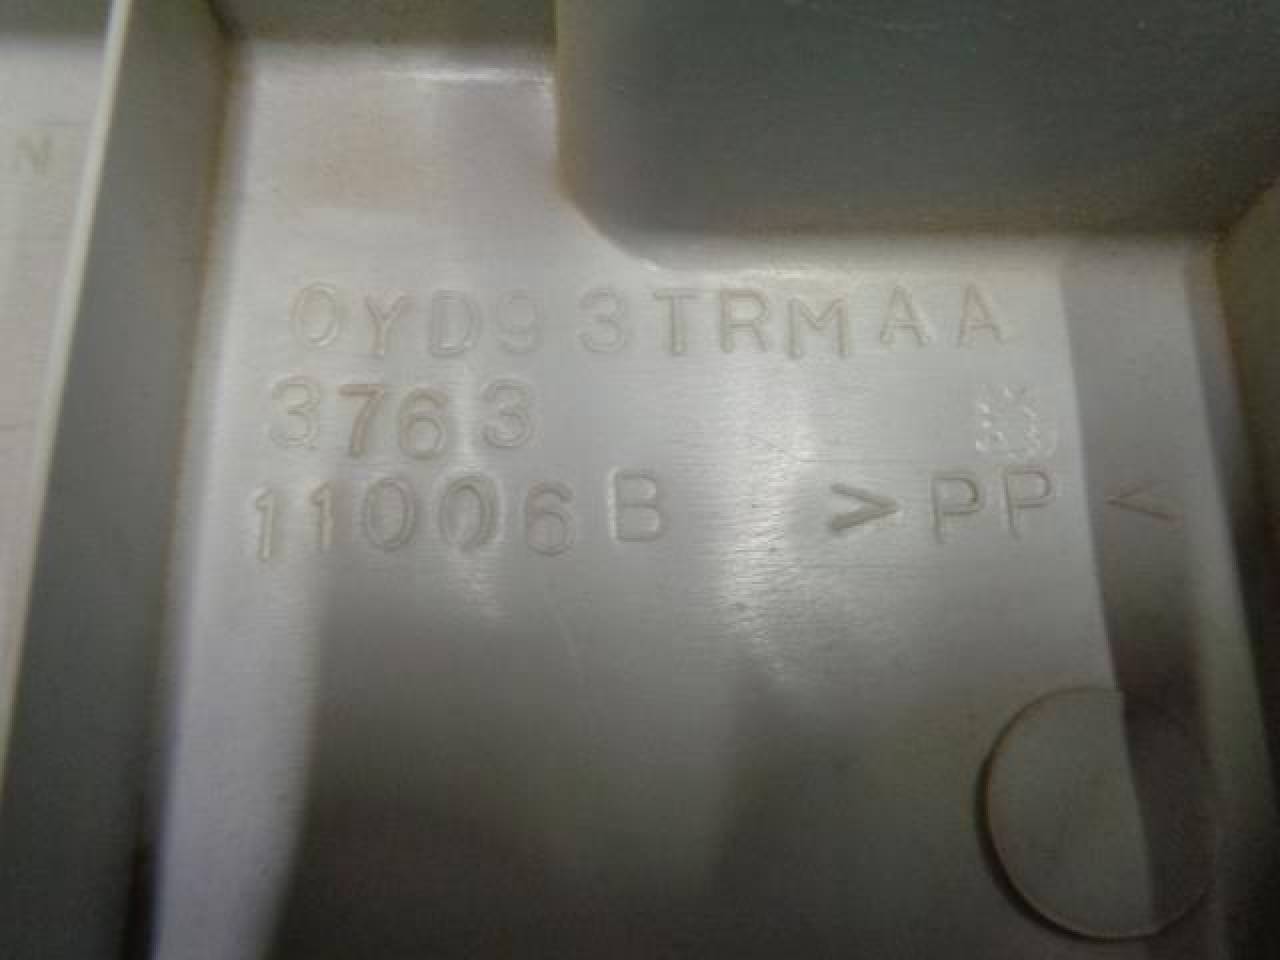 N
0YD93TRMAA
3763
11006B >PP<